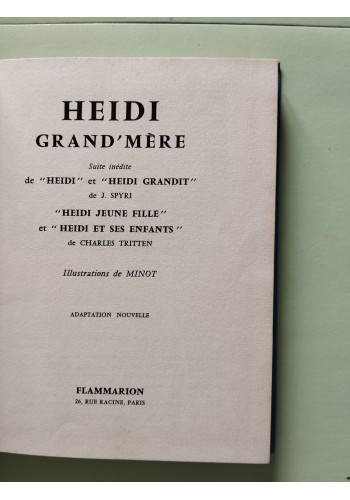 HEIDI
GRAND'MÈRE
Suite inédite
de "HEIDI" et "HEIDI GRANDIT"
de J. SPYRI
"HEIDI JEUNE FILLE"
et "HEIDI ET SES ENFANTS"
de CHARLES TRITTEN
Illustrations de MINOT
ADAPTATION NOUVELLE
FLAMMARION
26, RUE RACINE, PARIS